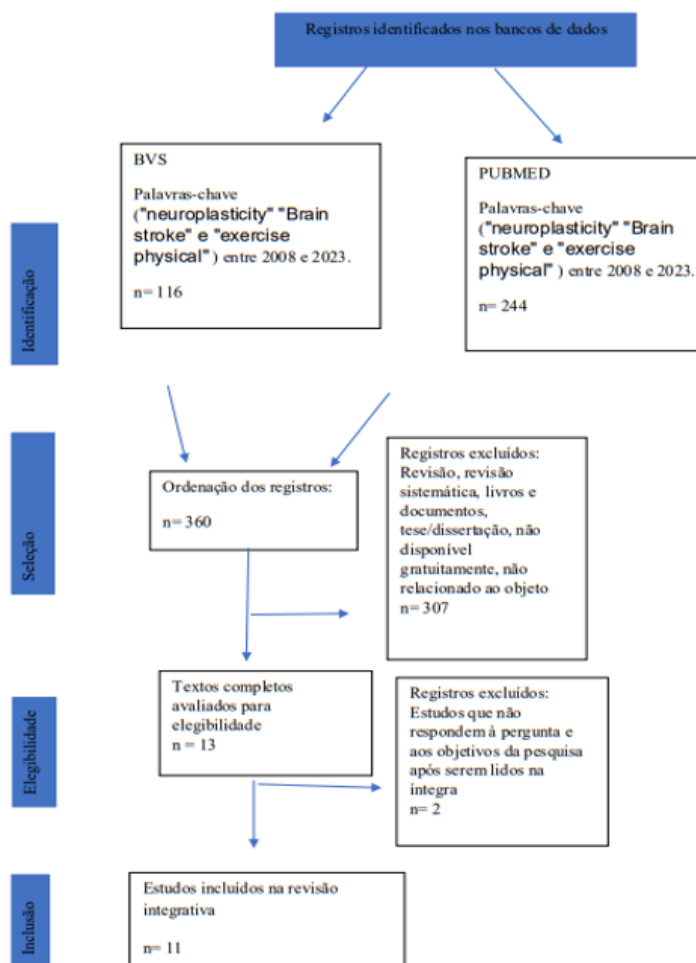 Registros identificados nos bancos de dados
BVS
Palavras-chave
("neuroplasticity" "Brain
stroke" e "exercise
physical" ) entre 2008 e 2023.
n= 116
PUBMED
Palavras-chave
("neuroplasticity" "Brain
stroke" e "exercise
physical" ) entre 2008 e 2023.
n= 244
Identificação
Seleção
Ordenação dos registros:
n= 360
Registros excluídos:
Revisão, revisão
sistemática, livros e
documentos,
tese/dissertação, não
disponível
gratuitamente, não
relacionado ao objeto
n= 307
Elegibilidade
Textos completos
avaliados para
elegibilidade
n = 13
Registros excluídos:
Estudos que não
respondem à pergunta e
aos objetivos da pesquisa
após serem lidos na
íntegra
n= 2
Inclusão
Estudos incluídos na revisão
integrativa
n= 11